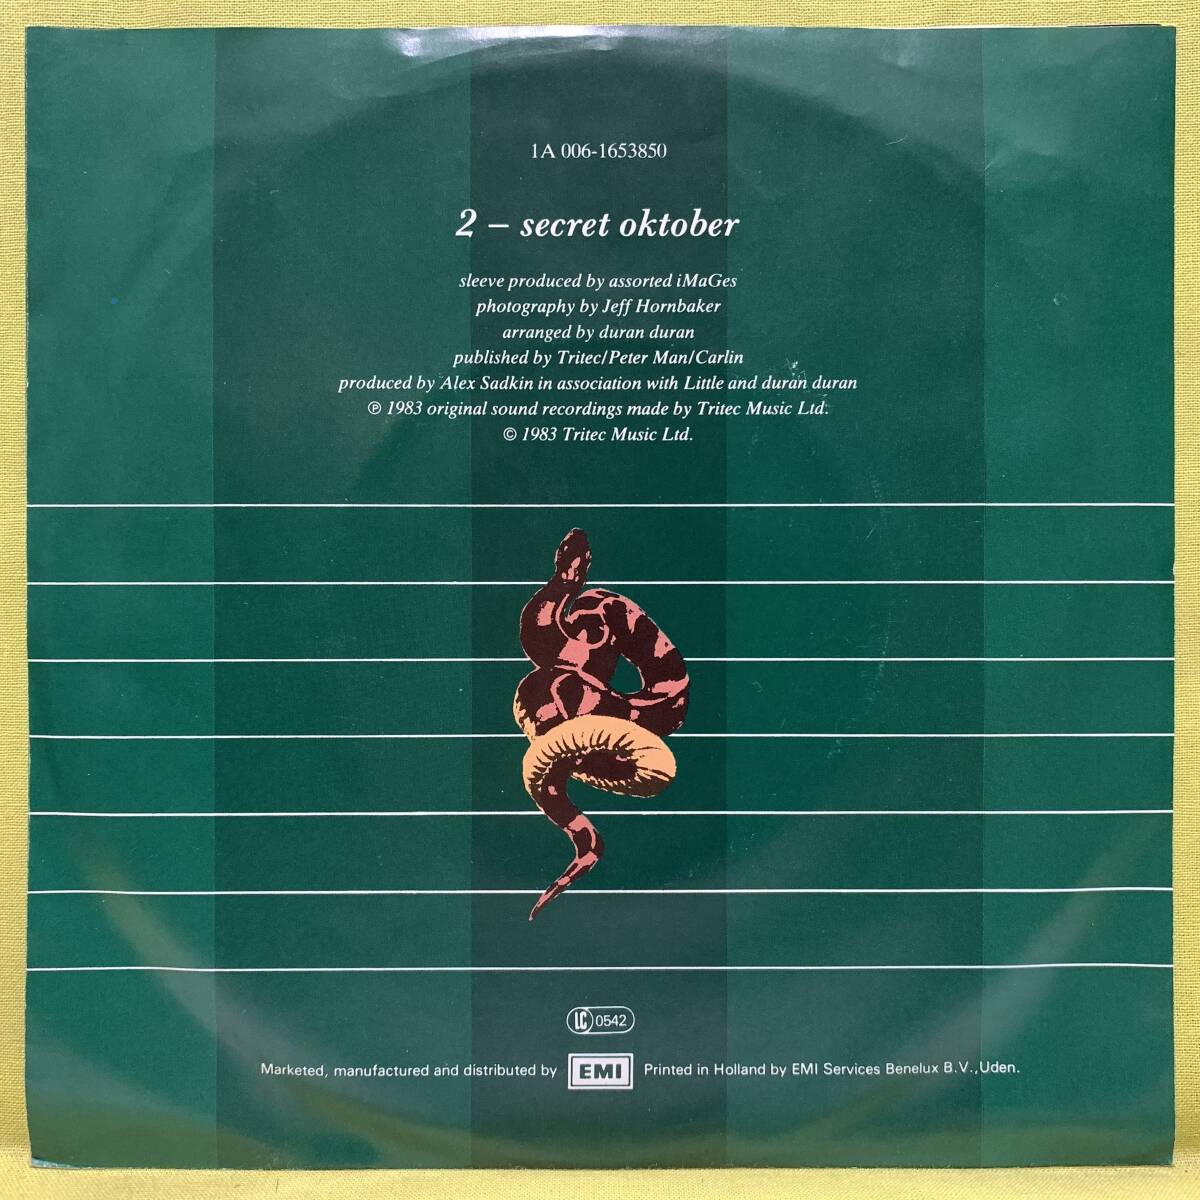 1A 006-1653850
2 – secret oktober
sleeve produced by assorted iMaGes
photography by Jeff Hornbaker
arranged by duran duran
published by Tritec/Peter Man/Carlin
produced by Alex Sadkin in association with Little and duran duran
℗ 1983 original sound recordings made by Tritec Music Ltd.
© 1983 Tritec Music Ltd.
LC 0542
Marketed, manufactured and distributed by EMI Printed in Holland by EMI Services Benelux B.V.,Uden.